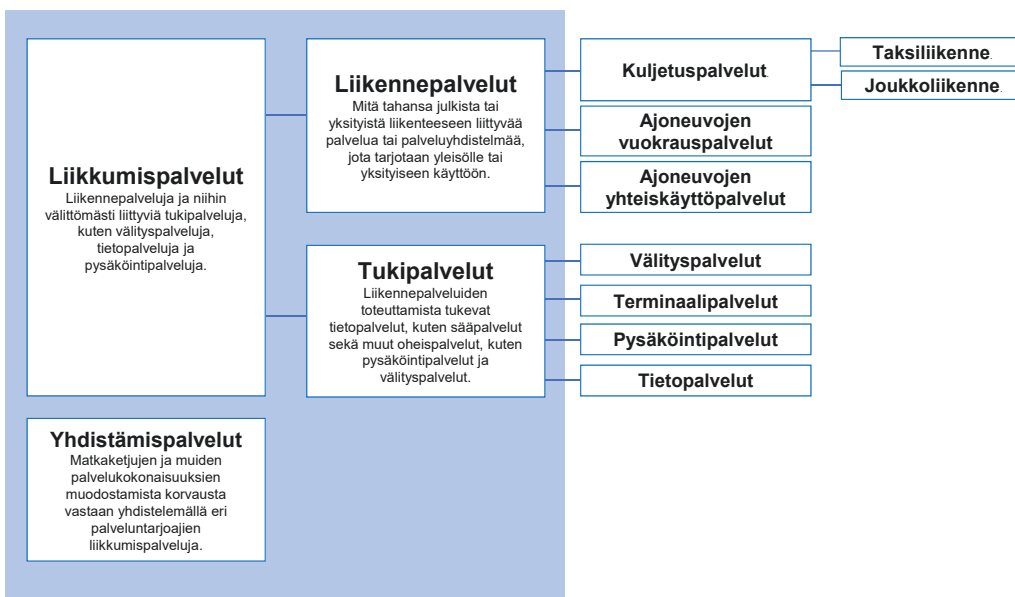 Liikkumispalvelut
Liikennepalveluja ja niihin
välittömästi liittyviä tukipalveluja,
kuten välityspalveluja,
tietopalveluja ja
pysäköintipalveluja.
Liikennepalvelut
Mitä tahansa julkista tai
yksityistä liikenteeseen liittyvää
palvelua tai palveluyhdistelmää,
jota tarjotaan yleisölle tai
yksityiseen käyttöön.
Kuljetuspalvelut.
Taksiliikenne.
Joukkoliikenne.
Ajoneuvojen
vuokrauspalvelut
Ajoneuvojen
yhteiskäyttöpalvelut
Tukipalvelut
Liikennepalveluiden
toteuttamista tukevat
tietopalvelut, kuten sääpalvelut
sekä muut oheispalvelut, kuten
pysäköintipalvelut ja
välityspalvelut.
Välityspalvelut
Terminaalipalvelut
Pysäköintipalvelut
Tietopalvelut
Yhdistämispalvelut
Matkaketjujen ja muiden
palvelukokonaisuuksien
muodostamista korvausta
vastaan yhdistelemällä eri
palveluntarjoajien
liikkumispalveluja.